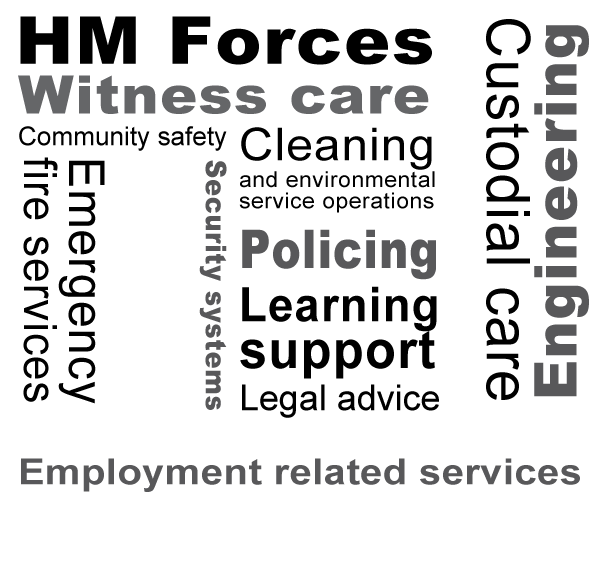 HM Forces
Witness care
Community safety
Emergency
fire services
Security systems
Cleaning
and environmental
service operations
Policing
Learning
support
Legal advice
Custodial care
Engineering
Employment related services